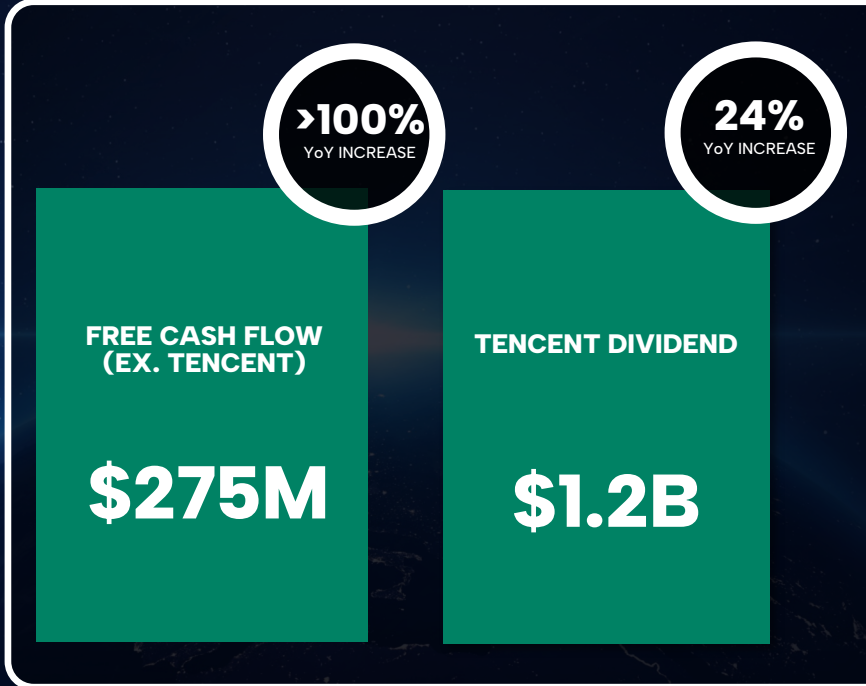 >100%
YoY INCREASE
FREE CASH FLOW
(EX. TENCENT)
$275M
24%
YoY INCREASE
TENCENT DIVIDEND
$1.2B